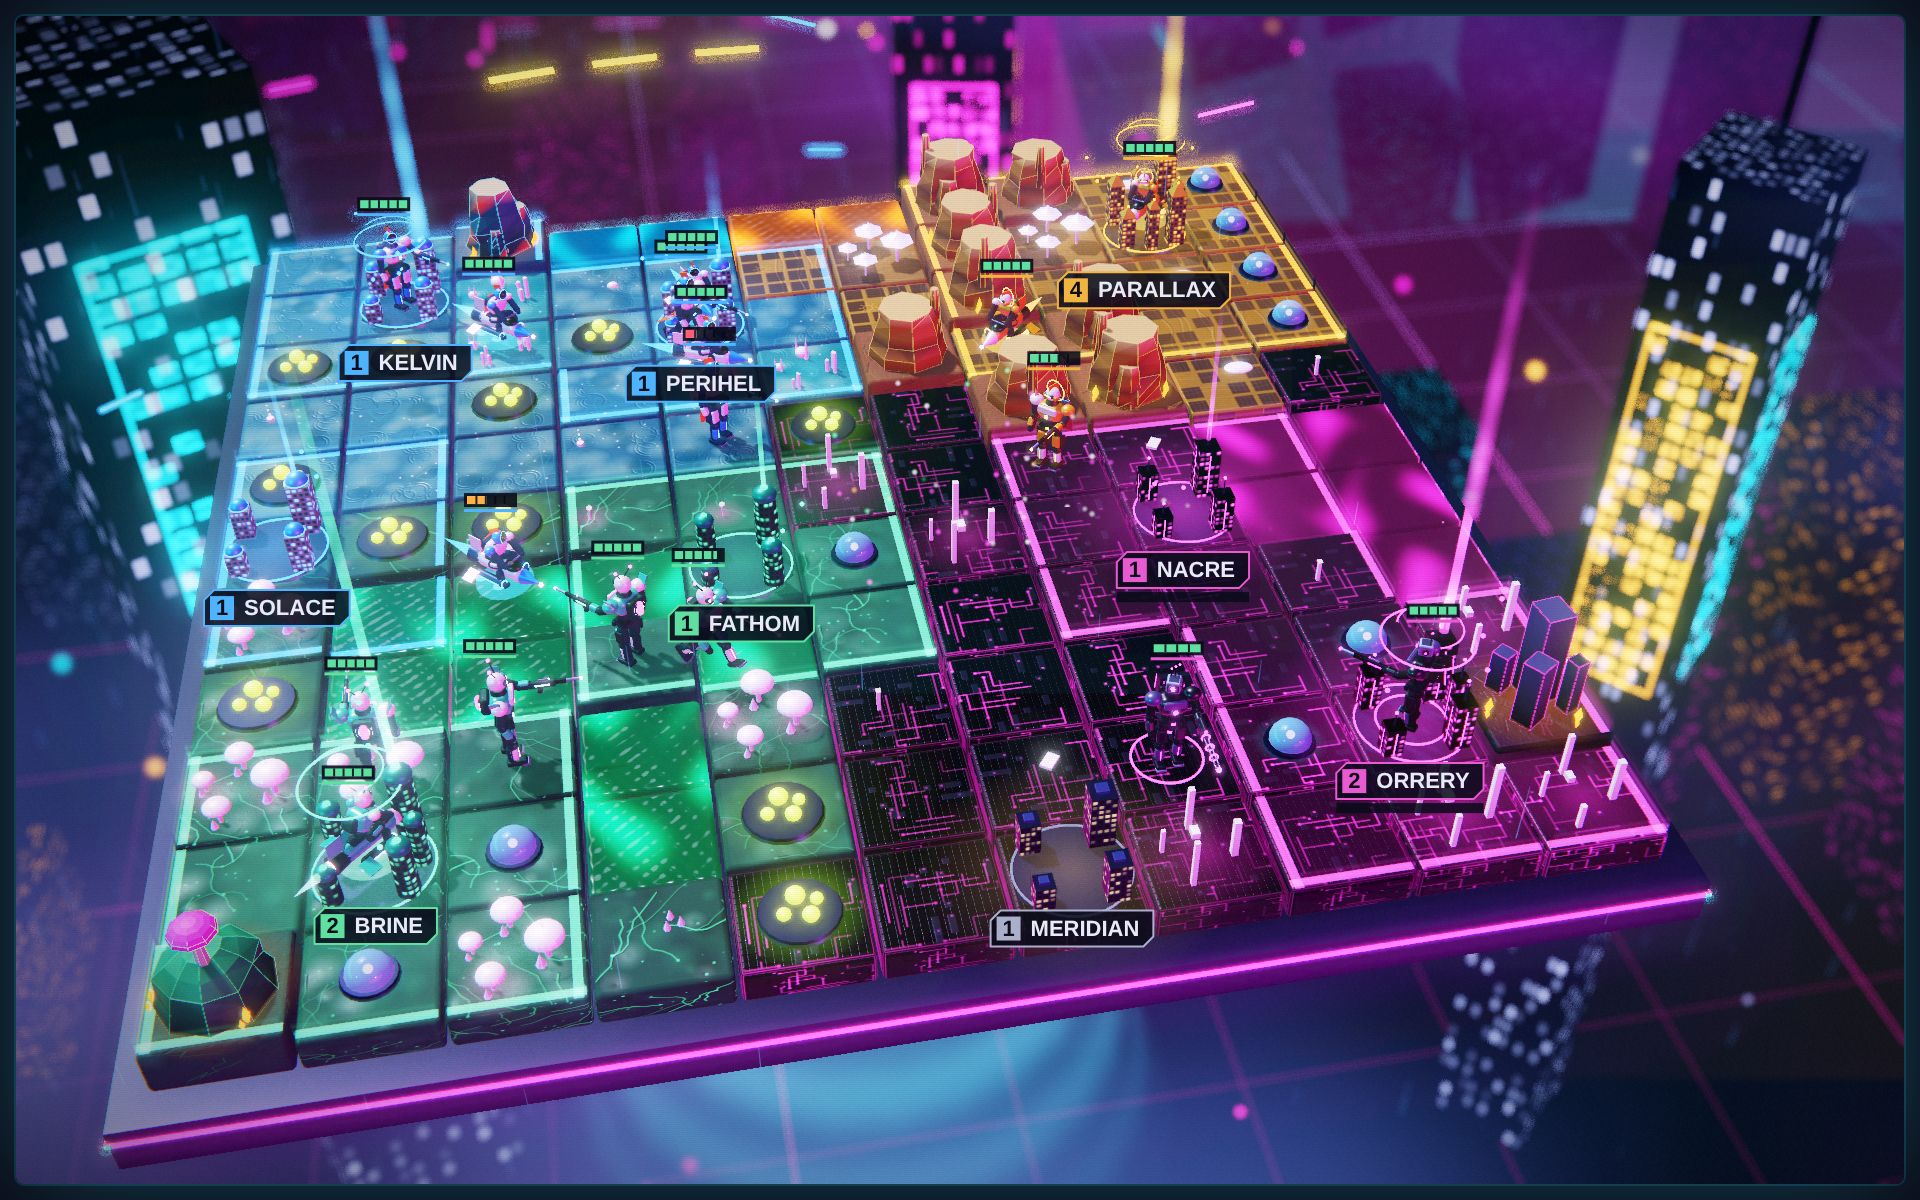 4 PARALLAX
1 KELVIN
1 PERIHEL
1 NACRE
1 SOLACE
1 FATHOM
2 ORRERY
2 BRINE
1 MERIDIAN